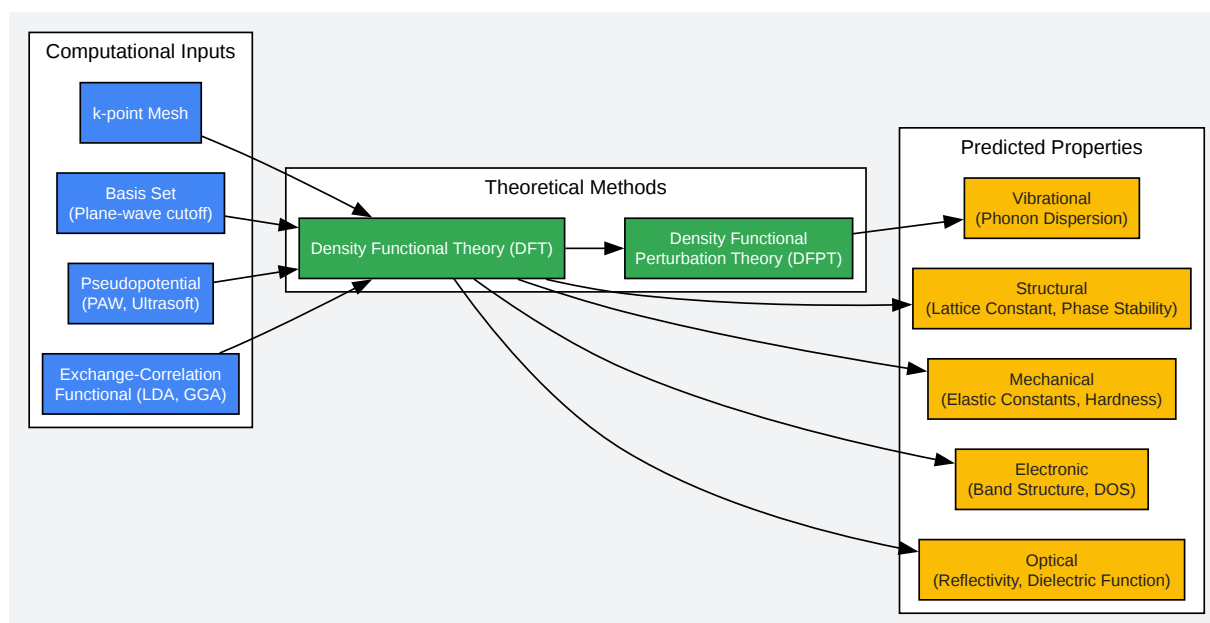 Computational Inputs
k-point Mesh
Basis Set
(Plane-wave cutoff)
Pseudopotential
(PAW, Ultrasoft)
Exchange-Correlation
Functional (LDA, GGA)
Theoretical Methods
Density Functional Theory (DFT)
Density Functional
Perturbation Theory (DFPT)
Predicted Properties
Vibrational
(Phonon Dispersion)
Structural
(Lattice Constant, Phase Stability)
Mechanical
(Elastic Constants, Hardness)
Electronic
(Band Structure, DOS)
Optical
(Reflectivity, Dielectric Function)